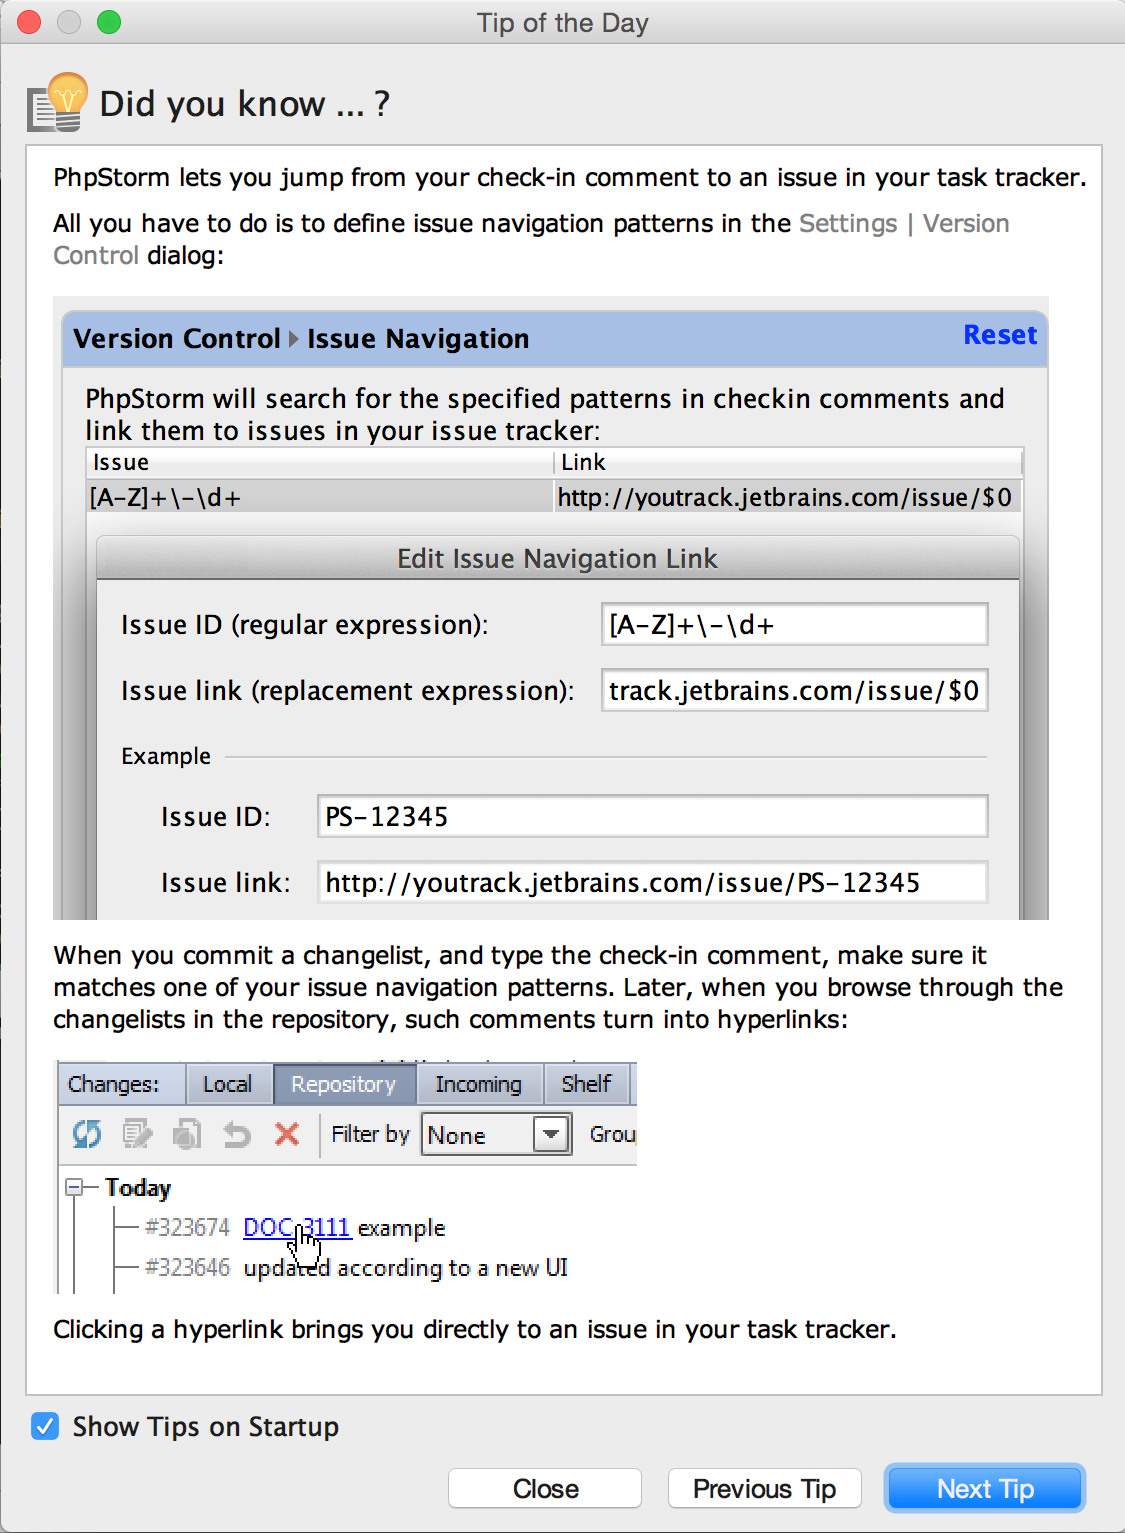 Tip of the Day
Did you know ... ?
PhpStorm lets you jump from your check-in comment to an issue in your task tracker.
All you have to do is to define issue navigation patterns in the Settings | Version
Control dialog:
Version Control Issue Navigation
Reset
PhpStorm will search for the specified patterns in checkin comments and
link them to issues in your issue tracker:
Issue Link
[A-Z]+\-\d+ http://youtrack.jetbrains.com/issue/$0
Edit Issue Navigation Link
Issue ID (regular expression): [A-Z]+\-\d+
Issue link (replacement expression): track.jetbrains.com/issue/$0
Example
Issue ID: PS-12345
Issue link: http://youtrack.jetbrains.com/issue/PS-12345
When you commit a changelist, and type the check-in comment, make sure it
matches one of your issue navigation patterns. Later, when you browse through the
changelists in the repository, such comments turn into hyperlinks:
Changes: Local Repository Incoming Shelf
Filter by None Grou
Today
#323674 DOC-3111 example
#323646 updated according to a new UI
Clicking a hyperlink brings you directly to an issue in your task tracker.
Show Tips on Startup
Close Previous Tip Next Tip